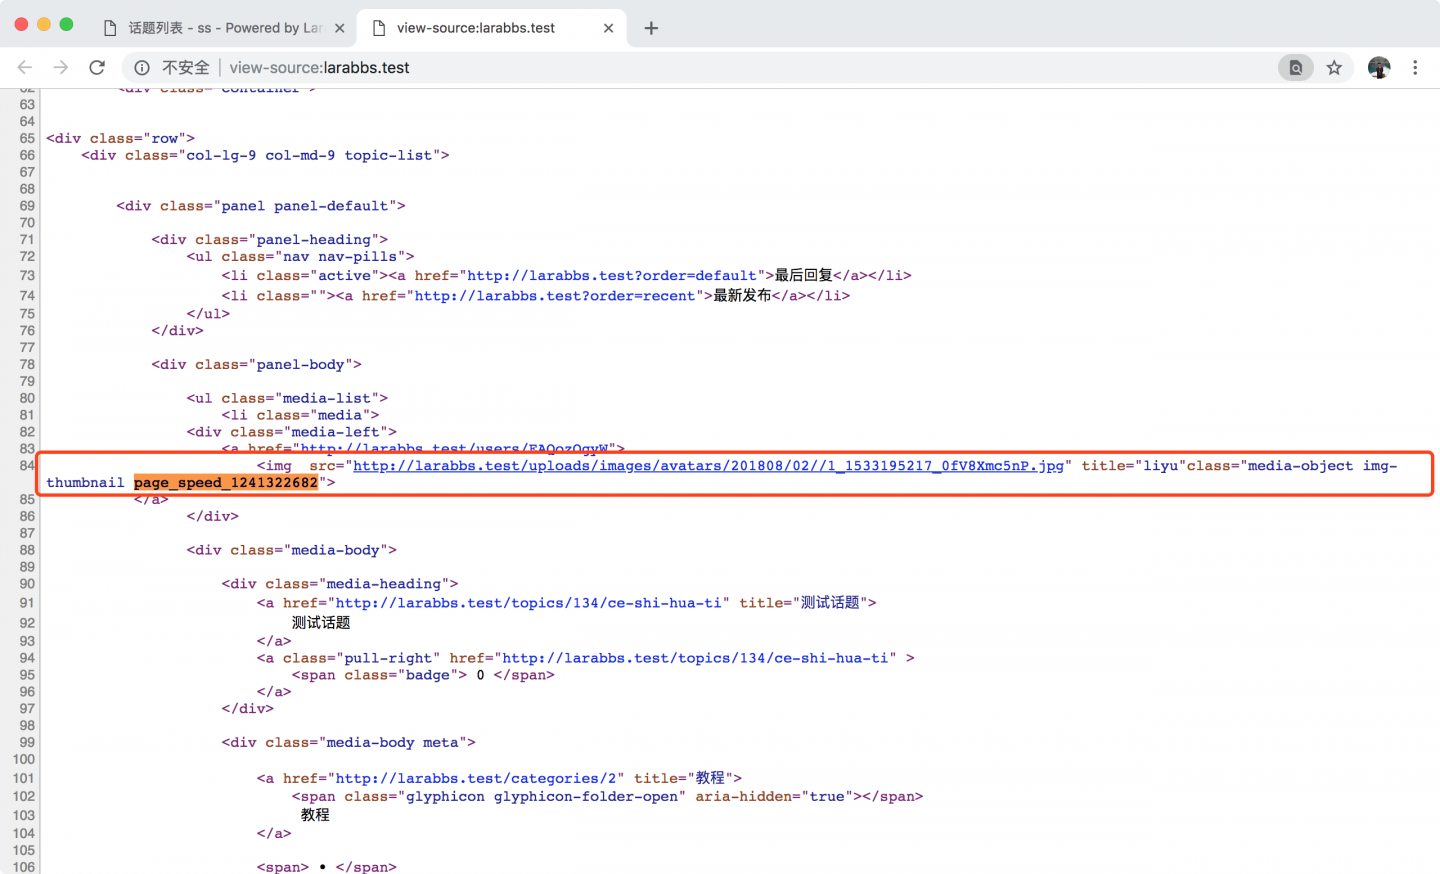 话题列表 - ss - Powered by Lar
view-source:larabbs.test
不安全
view-source:larabbs.test
62 <div class="container">
63
64
65 <div class="row">
66 <div class="col-lg-9 col-md-9 topic-list">
67
68
69 <div class="panel panel-default">
70
71 <div class="panel-heading">
72 <ul class="nav nav-pills">
73 <li class="active"><a href="http://larabbs.test?order=default">最后回复</a></li>
74 <li class=""><a href="http://larabbs.test?order=recent">最新发布</a></li>
75 </ul>
76 </div>
77
78 <div class="panel-body">
79
80 <ul class="media-list">
81 <li class="media">
82 <div class="media-left">
83 <a href="http://larabbs.test/users/EAQozQgyW">
84 <img  src="http://larabbs.test/uploads/images/avatars/201808/02//1_1533195217_0fV8Xmc5nP.jpg" title="liyu"class="media-object img-
thumbnail page_speed_1241322682">
85 </a>
86 </div>
87
88 <div class="media-body">
89
90 <div class="media-heading">
91 <a href="http://larabbs.test/topics/134/ce-shi-hua-ti" title="测试话题">
92 测试话题
93 </a>
94 <a class="pull-right" href="http://larabbs.test/topics/134/ce-shi-hua-ti" >
95 <span class="badge"> 0 </span>
96 </a>
97 </div>
98
99 <div class="media-body meta">
100
101 <a href="http://larabbs.test/categories/2" title="教程">
102 <span class="glyphicon glyphicon-folder-open" aria-hidden="true"></span>
103 教程
104 </a>
105
106 <span> • </span>